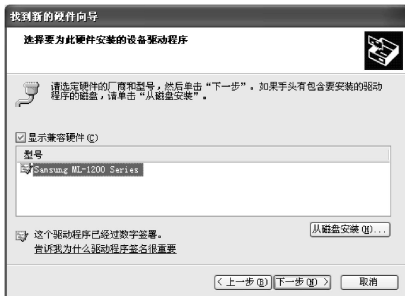 找到新的硬件向导
选择要为此硬件安装的设备驱动程序
请选定硬件的厂商和型号，然后单击“下一步”。如果手头有包含要安装的驱动
程序的磁盘，请单击“从磁盘安装”。
显示兼容硬件(C)
型号
Samsung ML-1200 Series
这个驱动程序已经过数字签署。
告诉我为什么驱动程序签名很重要
从磁盘安装(H)...
< 上一步(B) 下一步(N) > 取消